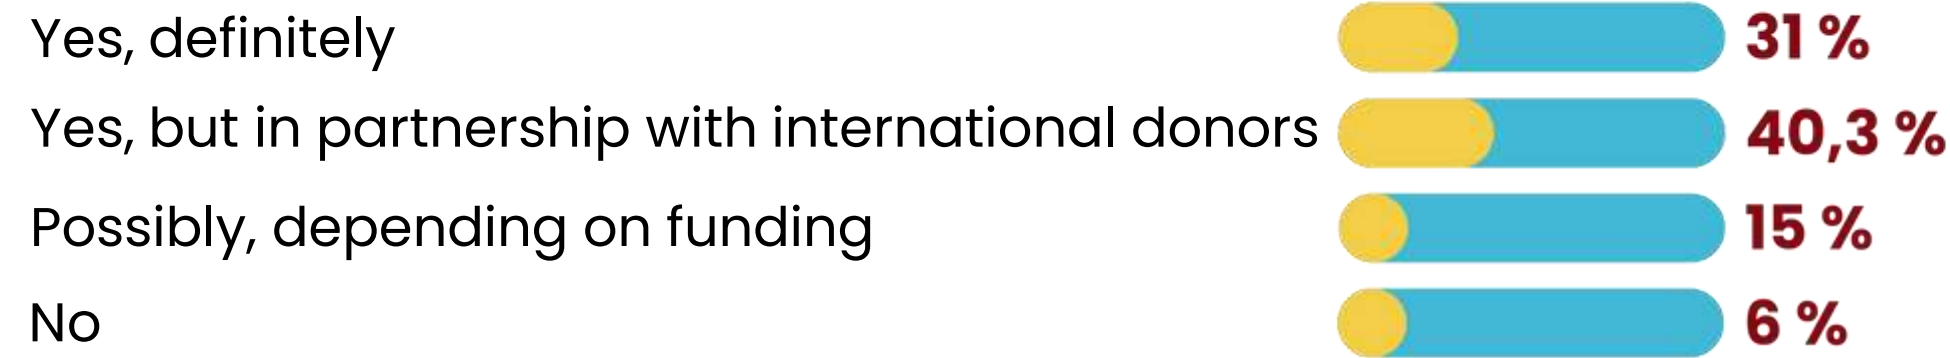 Yes, definitely 31 %
Yes, but in partnership with international donors 40,3 %
Possibly, depending on funding 15 %
No 6 %